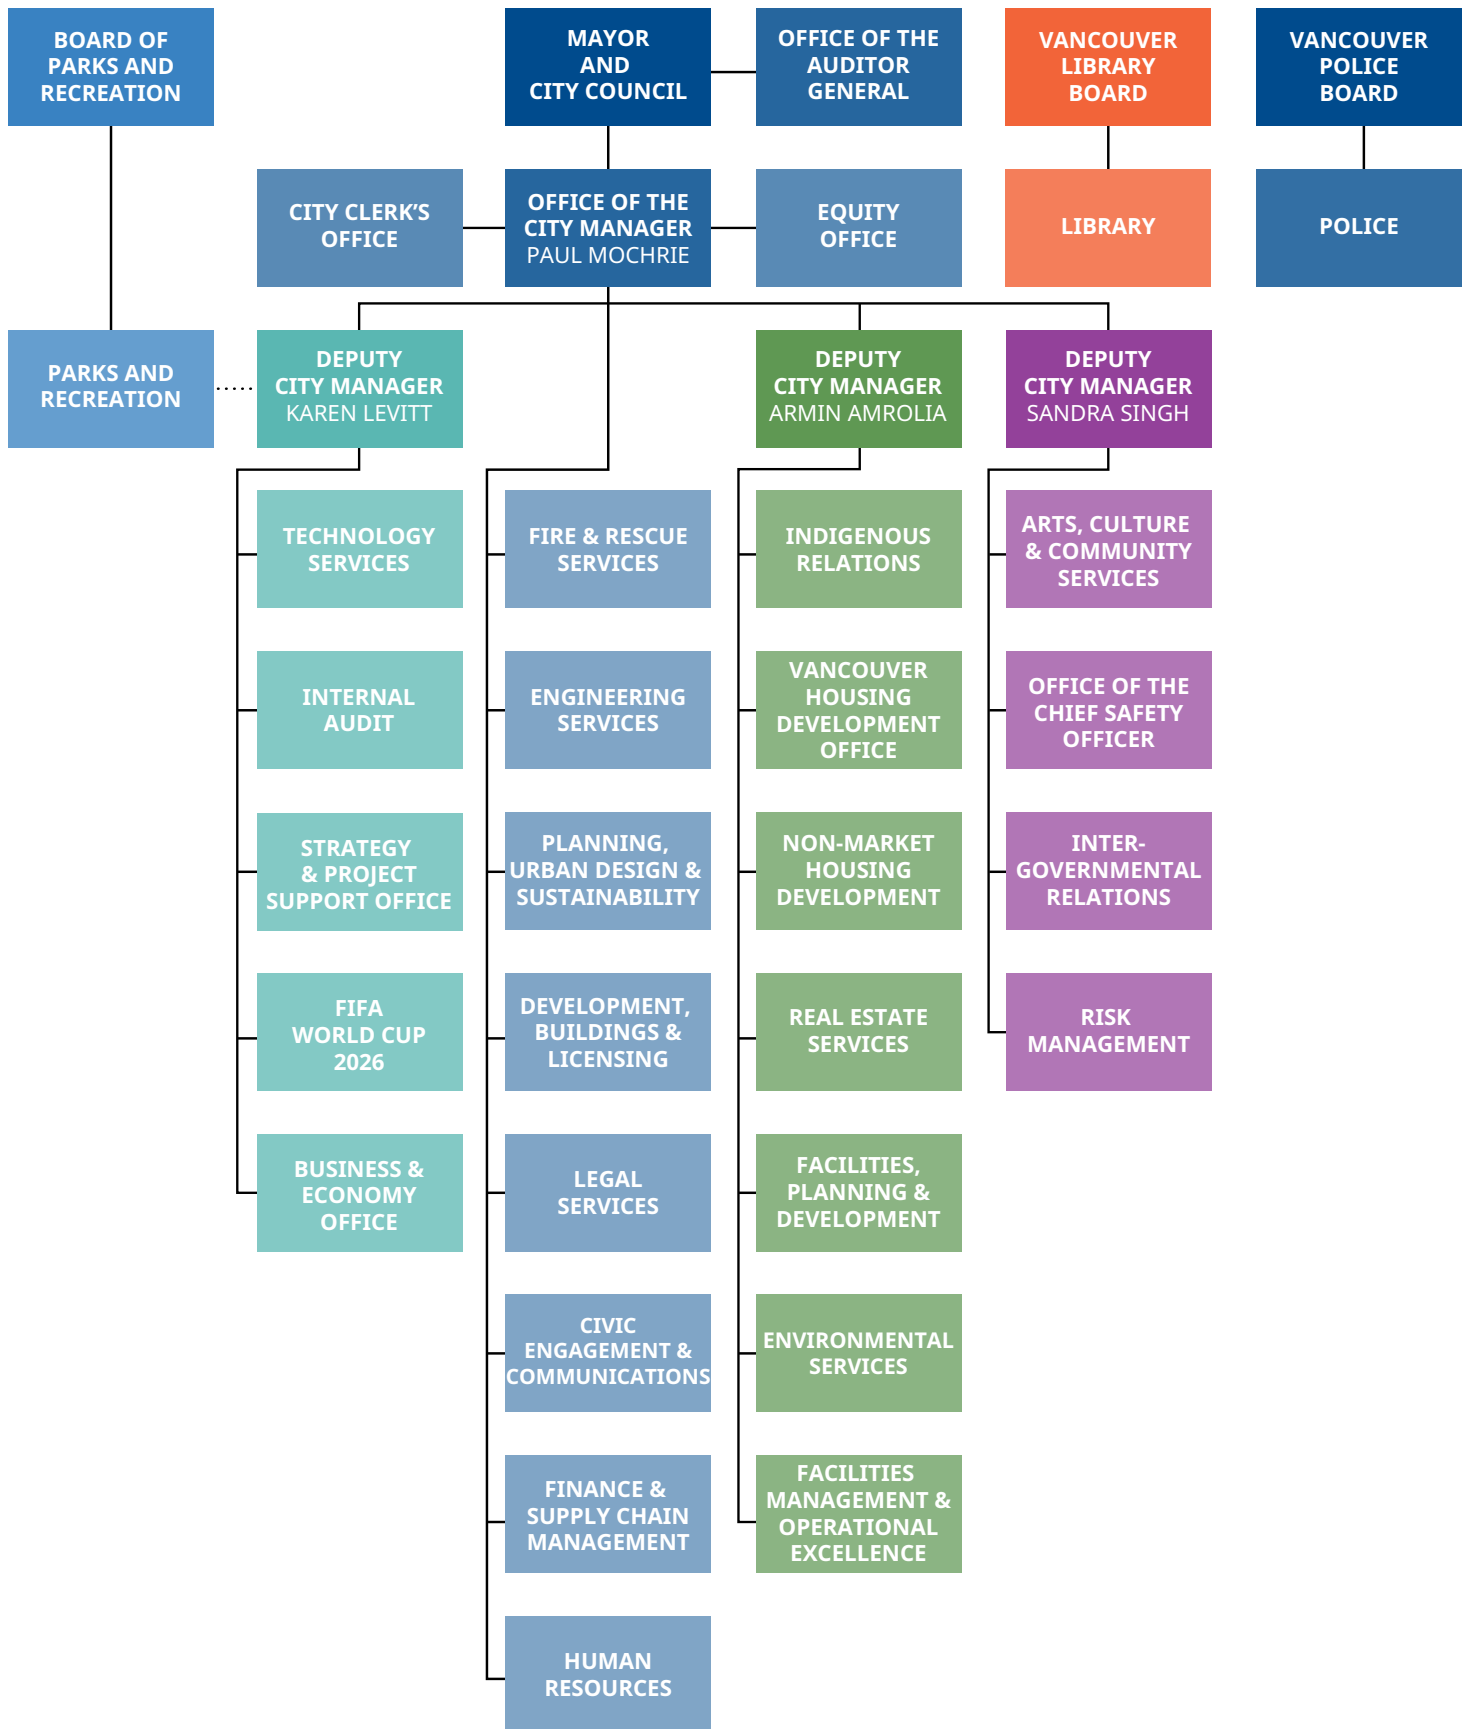 BOARD OF
PARKS AND
RECREATION
MAYOR
AND
CITY COUNCIL
OFFICE OF THE
AUDITOR
GENERAL
VANCOUVER
LIBRARY
BOARD
VANCOUVER
POLICE
BOARD
CITY CLERK’S
OFFICE
OFFICE OF THE
CITY MANAGER
PAUL MOCHRIE
EQUITY
OFFICE
LIBRARY
POLICE
PARKS AND
RECREATION
DEPUTY
CITY MANAGER
KAREN LEVITT
DEPUTY
CITY MANAGER
ARMIN AMROLIA
DEPUTY
CITY MANAGER
SANDRA SINGH
TECHNOLOGY
SERVICES
FIRE & RESCUE
SERVICES
INDIGENOUS
RELATIONS
ARTS, CULTURE
& COMMUNITY
SERVICES
INTERNAL
AUDIT
ENGINEERING
SERVICES
VANCOUVER
HOUSING
DEVELOPMENT
OFFICE
OFFICE OF THE
CHIEF SAFETY
OFFICER
STRATEGY
& PROJECT
SUPPORT OFFICE
PLANNING,
URBAN DESIGN &
SUSTAINABILITY
NON-MARKET
HOUSING
DEVELOPMENT
INTER-
GOVERNMENTAL
RELATIONS
FIFA
WORLD CUP
2026
DEVELOPMENT,
BUILDINGS &
LICENSING
REAL ESTATE
SERVICES
RISK
MANAGEMENT
BUSINESS &
ECONOMY
OFFICE
LEGAL
SERVICES
FACILITIES,
PLANNING &
DEVELOPMENT
CIVIC
ENGAGEMENT &
COMMUNICATIONS
ENVIRONMENTAL
SERVICES
FINANCE &
SUPPLY CHAIN
MANAGEMENT
FACILITIES
MANAGEMENT &
OPERATIONAL
EXCELLENCE
HUMAN
RESOURCES